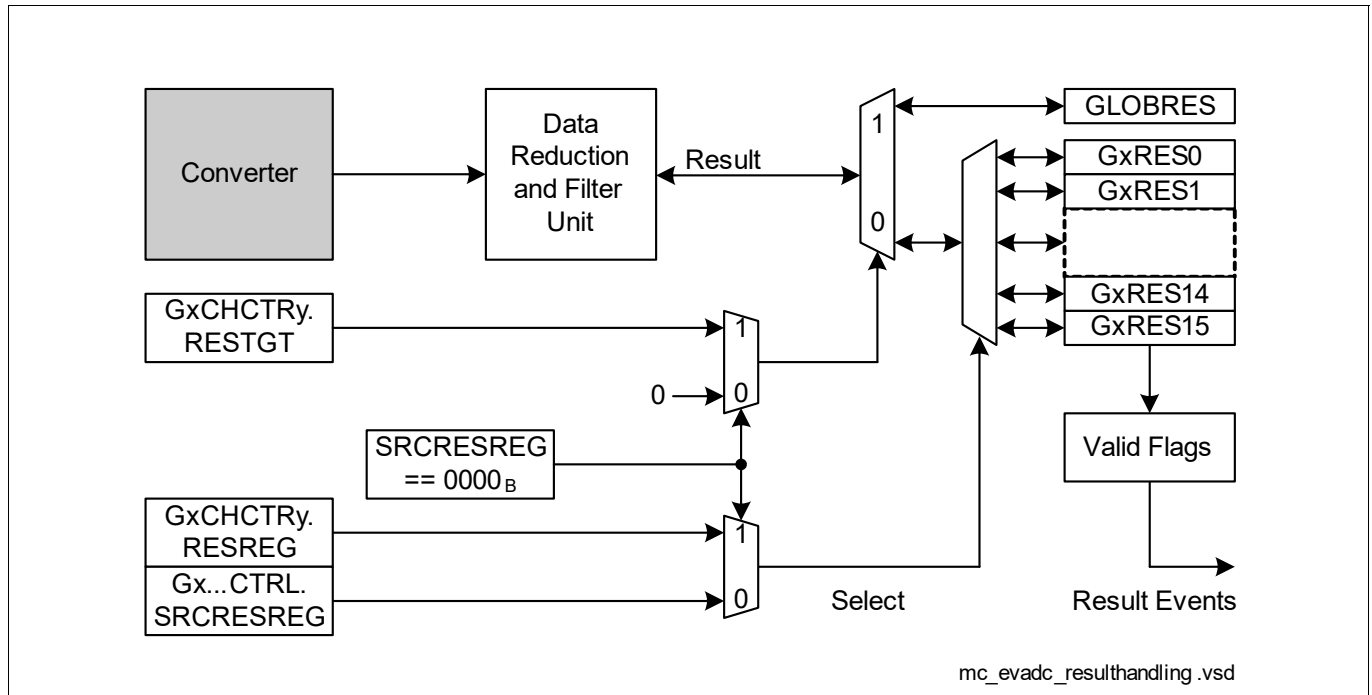 Converter
Data
Reduction
and Filter
Unit
Result
1
0
GLOBRES
GxRES0
GxRES1
GxRES14
GxRES15
GxCHCTRy.
RESTGT
1
0
0
SRCRESREG
== 0000B
Valid Flags
GxCHCTRy.
RESREG
Gx...CTRL.
SRCRESREG
1
0
Select
Result Events
mc_evadc_resulthandling .vsd